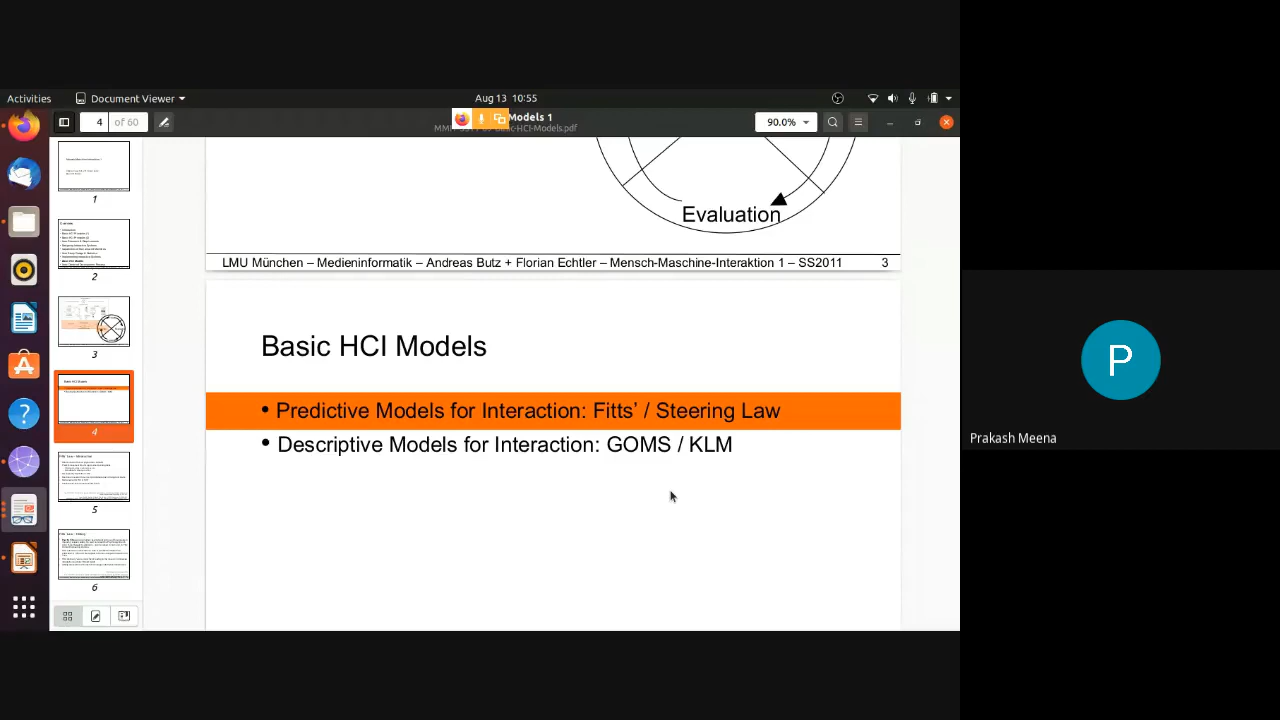 Activities
Document Viewer
Aug 13 10:55
4 of 60
Models 1
90.0%
1
2
3
4
5
6
Evaluation
LMU München – Medieninformatik – Andreas Butz + Florian Echtler – Mensch-Maschine-Interaktion 1 – SS2011 3
Basic HCI Models
• Predictive Models for Interaction: Fitts’ / Steering Law
• Descriptive Models for Interaction: GOMS / KLM
P
Prakash Meena